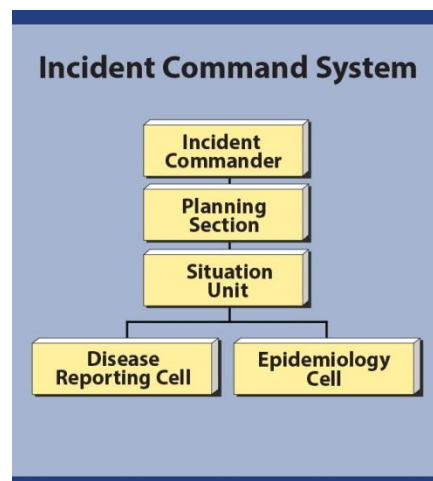 Incident Command System
Incident
Commander
Planning
Section
Situation
Unit
Disease
Reporting Cell
Epidemiology
Cell